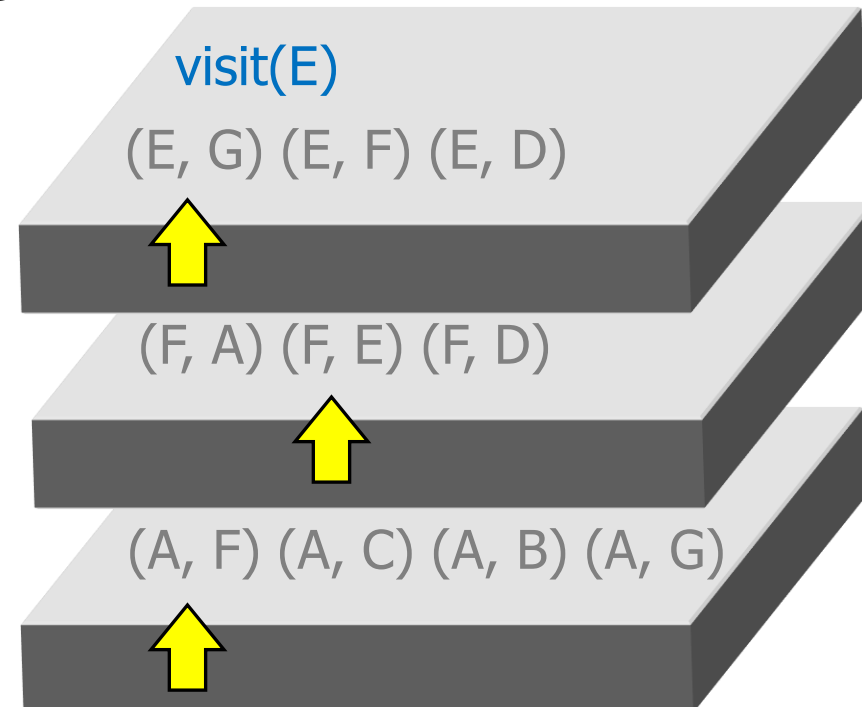 visit(E)
(E, G) (E, F) (E, D)
(F, A) (F, E) (F, D)
(A, F) (A, C) (A, B) (A, G)